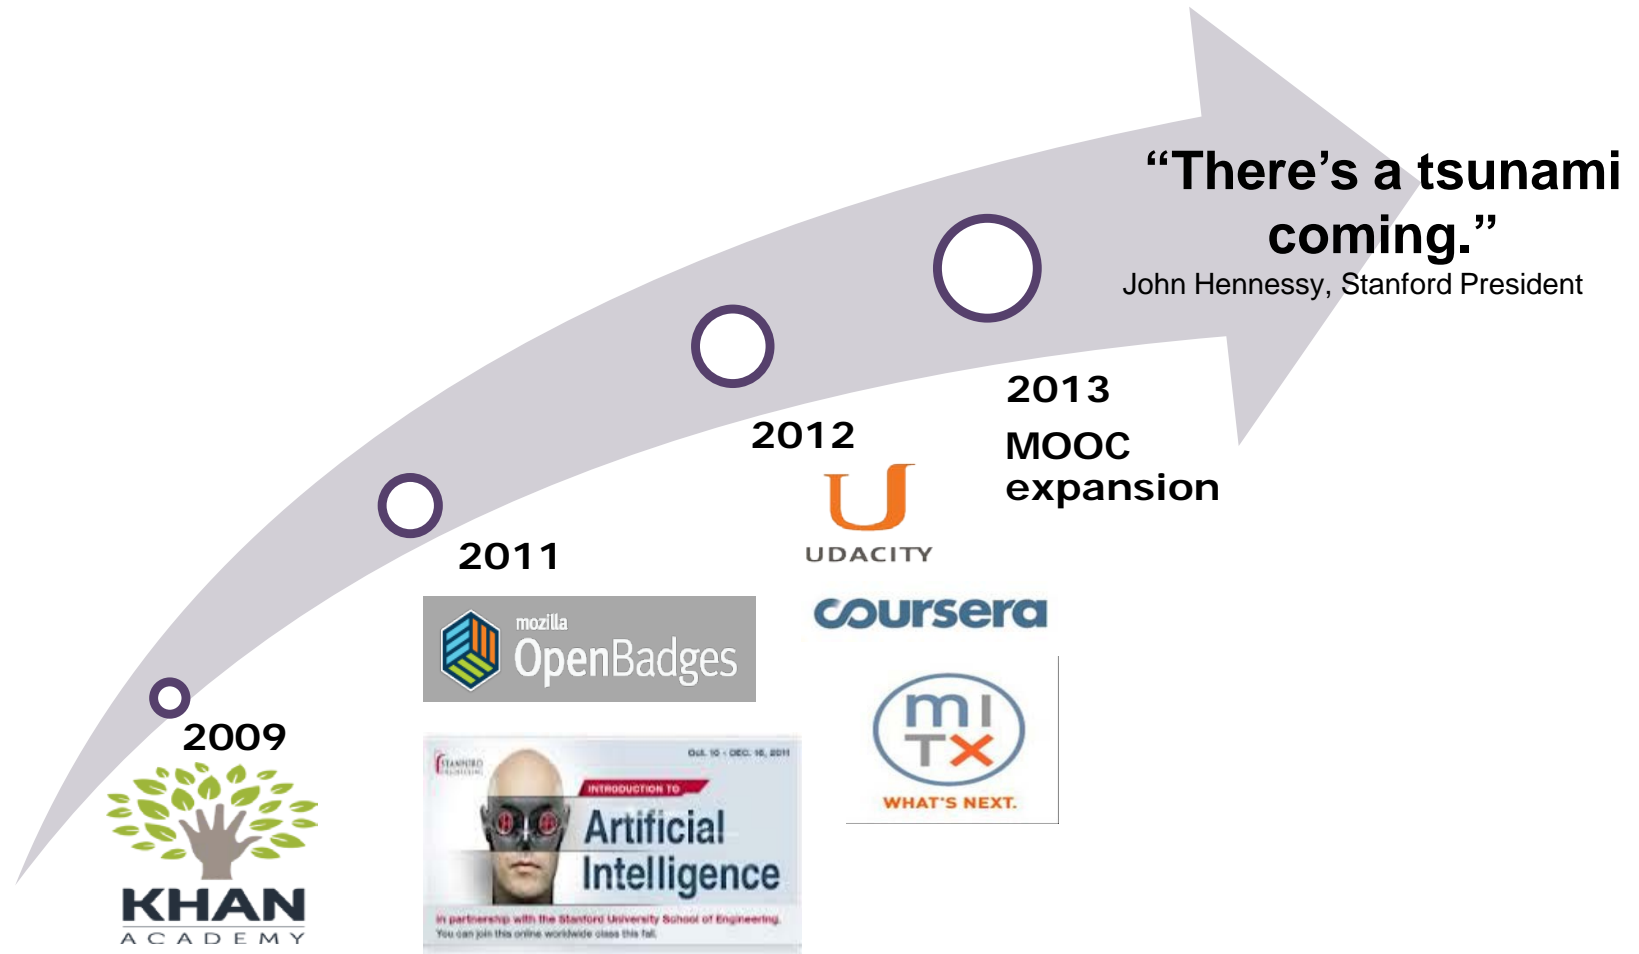 “There’s a tsunami
coming.”
John Hennessy, Stanford President
2013
MOOC
expansion
2012
UDACITY
coursera
m I
T X
WHAT'S NEXT.
2011
mozilla
OpenBadges
STANFORD
ENGINEERING
Oct. 10 - DEC. 16, 2011
INTRODUCTION TO
Artificial
Intelligence
In partnership with the Stanford University School of Engineering.
You can join this online worldwide class this fall.
2009
KHAN
ACADEMY